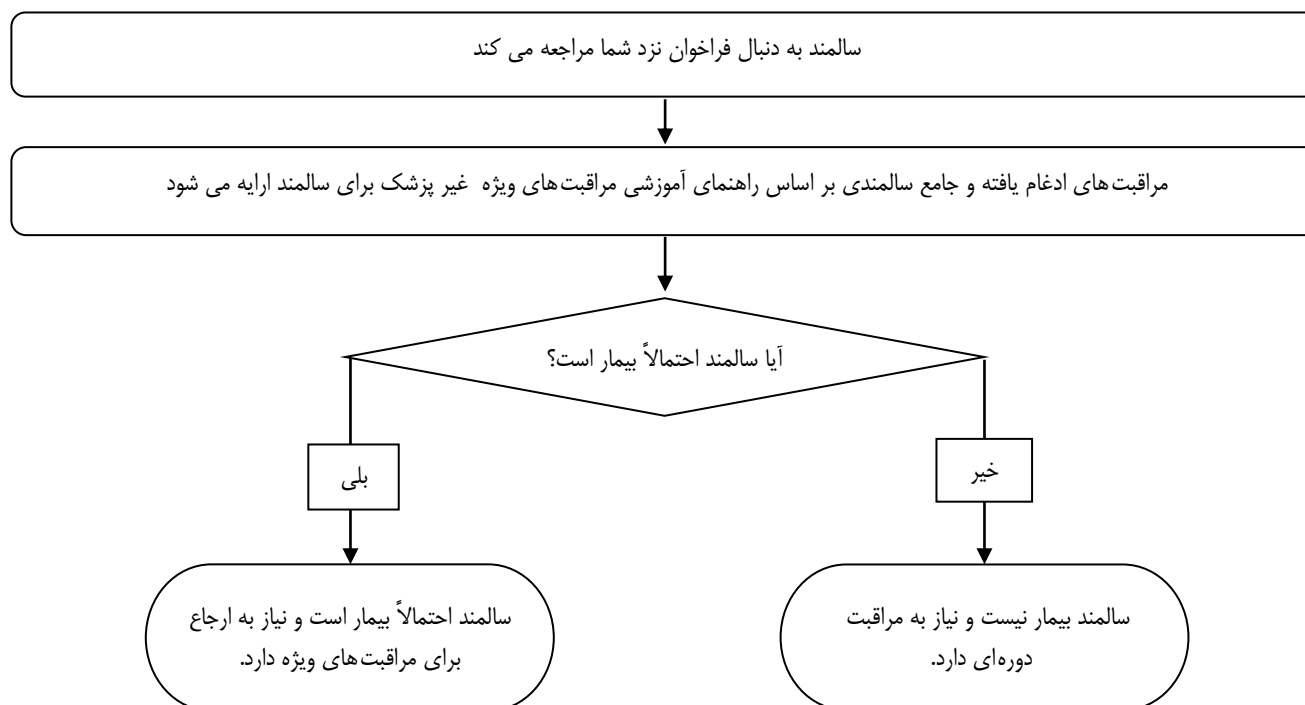 سالمند به دنبال فراخوان نزد شما مراجعه می کند
مراقبت‌های ادغام یافته و جامع سالمندی بر اساس راهنمای آموزشی مراقبت‌های ویژه غیر پزشک برای سالمند ارایه می شود
آیا سالمند احتمالاً بیمار است؟
خیر
بلی
سالمند بیمار نیست و نیاز به مراقبت
دوره‌ای دارد.
سالمند احتمالاً بیمار است و نیاز به ارجاع
برای مراقبت‌های ویژه دارد.